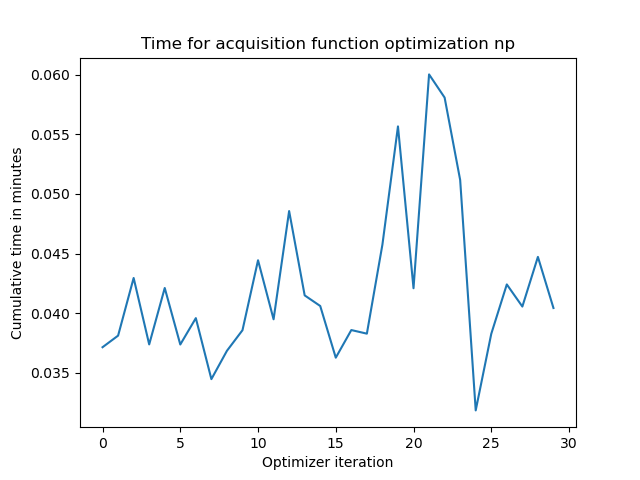 Time for acquisition function optimization np
Cumulative time in minutes
0.060
0.055
0.050
0.045
0.040
0.035
0 5 10 15 20 25 30
Optimizer iteration